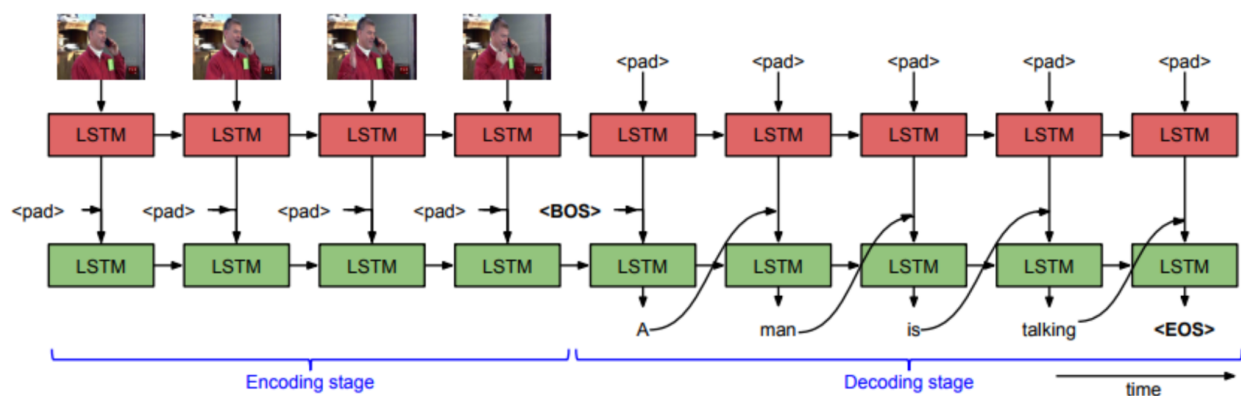 <pad> <pad> <pad> <pad> <pad>
LSTM LSTM LSTM LSTM LSTM LSTM LSTM LSTM LSTM
<pad> <pad> <pad> <pad> <BOS>
LSTM LSTM LSTM LSTM LSTM LSTM LSTM LSTM LSTM
A man is talking <EOS>
Encoding stage Decoding stage time